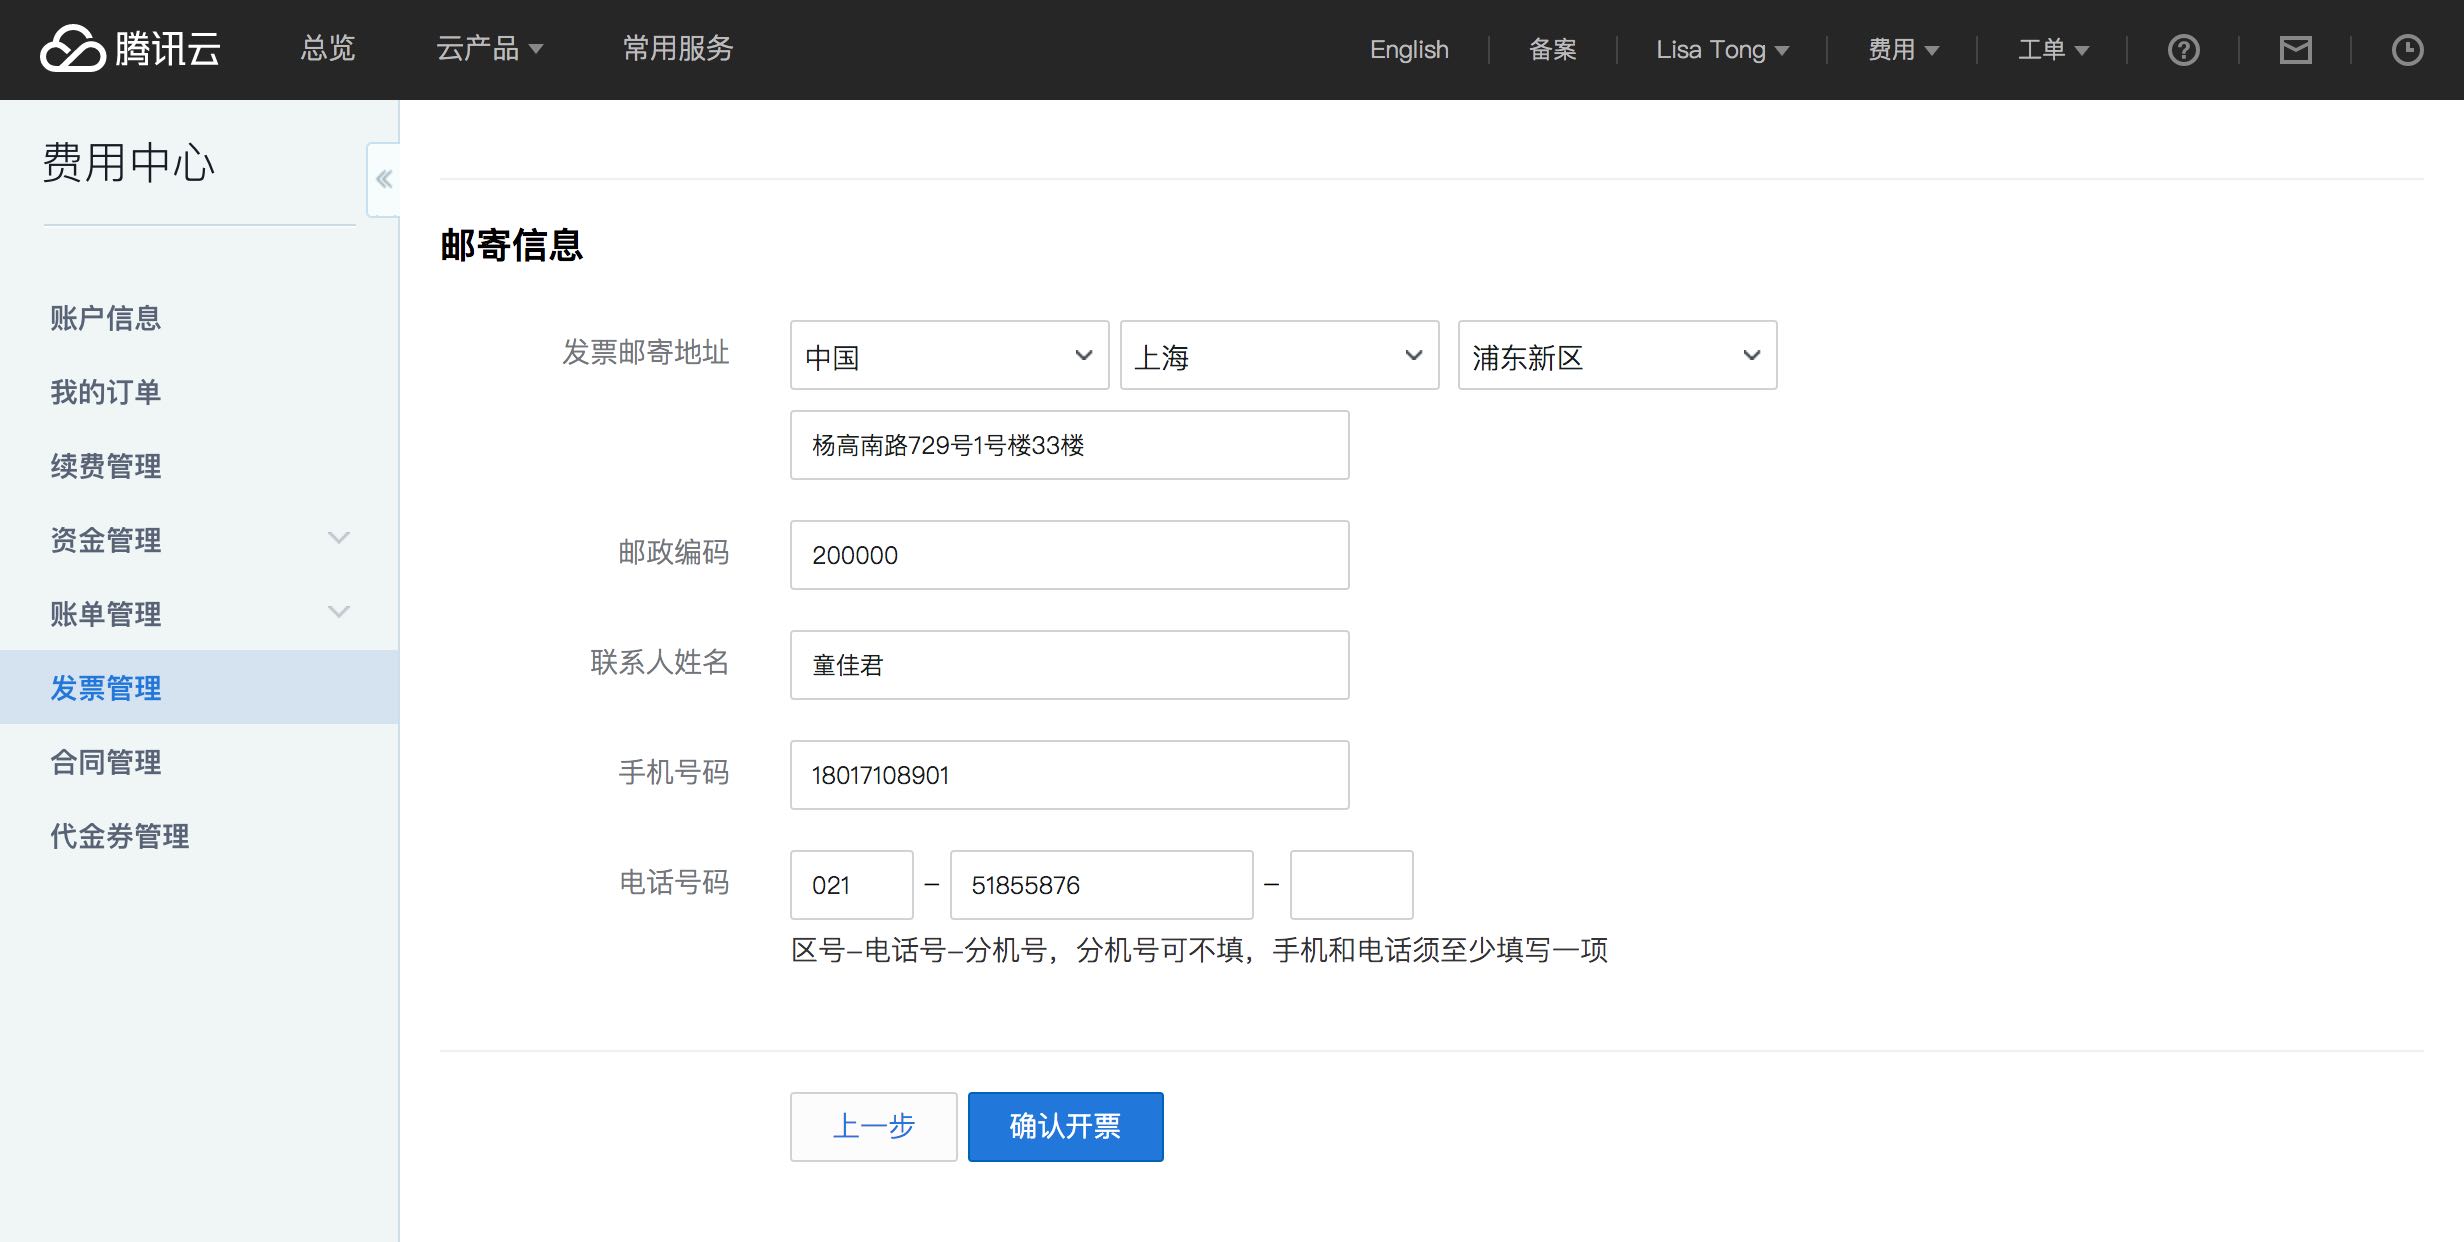 腾讯云 总览 云产品 常用服务 English 备案 Lisa Tong 费用 工单
费用中心
账户信息
我的订单
续费管理
资金管理
账单管理
发票管理
合同管理
代金券管理
邮寄信息
发票邮寄地址 中国 上海 浦东新区
杨高南路729号1号楼33楼
邮政编码 200000
联系人姓名 童佳君
手机号码 18017108901
电话号码 021 – 51855876 –
区号–电话号–分机号，分机号可不填，手机和电话须至少填写一项
上一步 确认开票